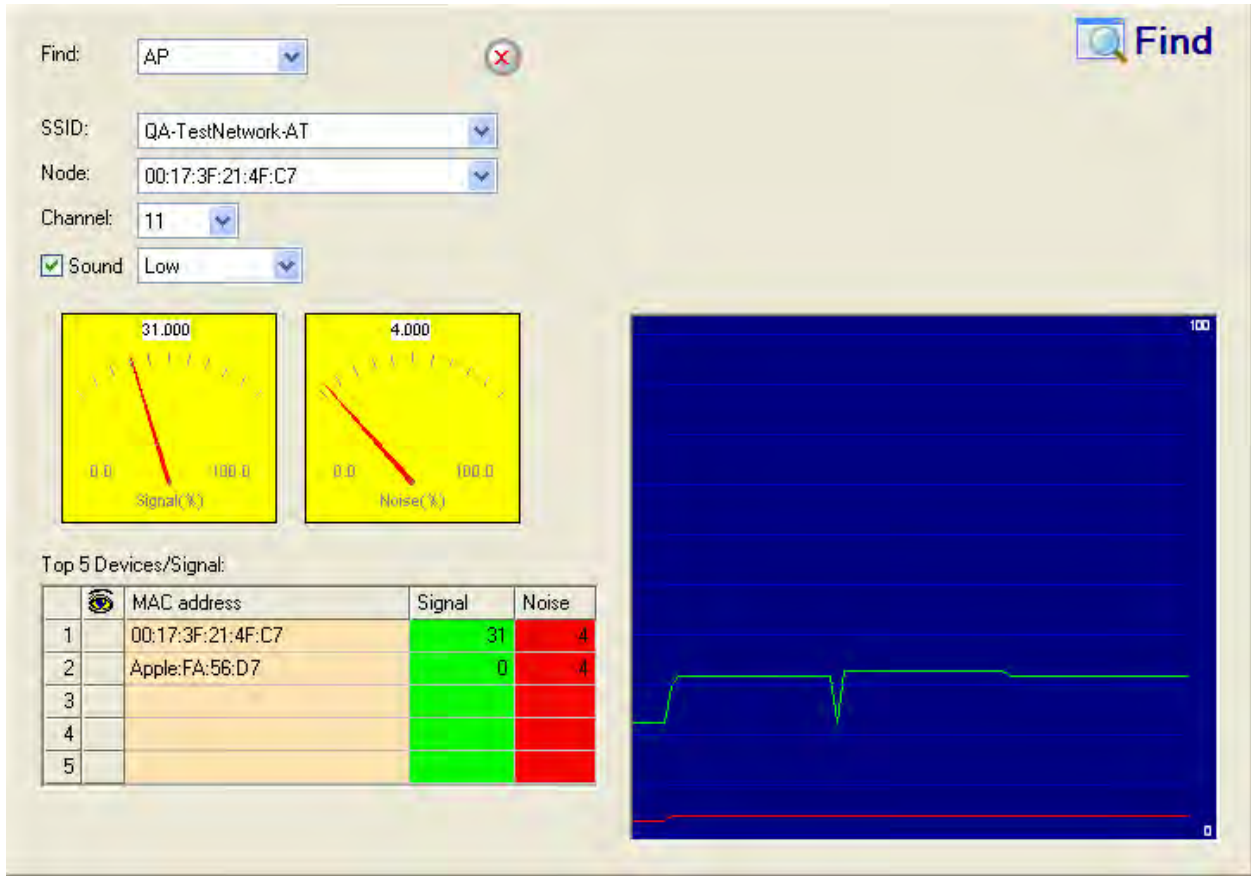 Find: AP
Find
SSID: QA-TestNetwork-AT
Node: 00:17:3F:21:4F:C7
Channel: 11
Sound Low
31.000
0.0 100.0
Signal(%)
4.000
0.0 100.0
Noise(%)
100
0
Top 5 Devices/Signal:
MAC address Signal Noise
1 00:17:3F:21:4F:C7 31 4
2 Apple:FA:56:D7 0 4
3
4
5